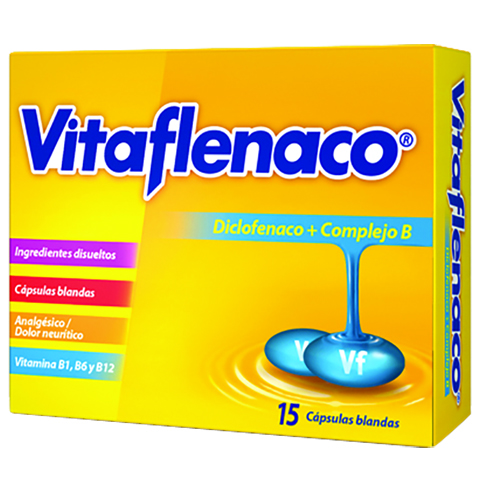 Vitaflenaco®
Diclofenaco + Complejo B
Ingredientes disueltos
Cápsulas blandas
Analgésico /
Dolor neurítico
Vitamina B1, B6 y B12
V
Vf
15 Cápsulas blandas
Vitaflenaco